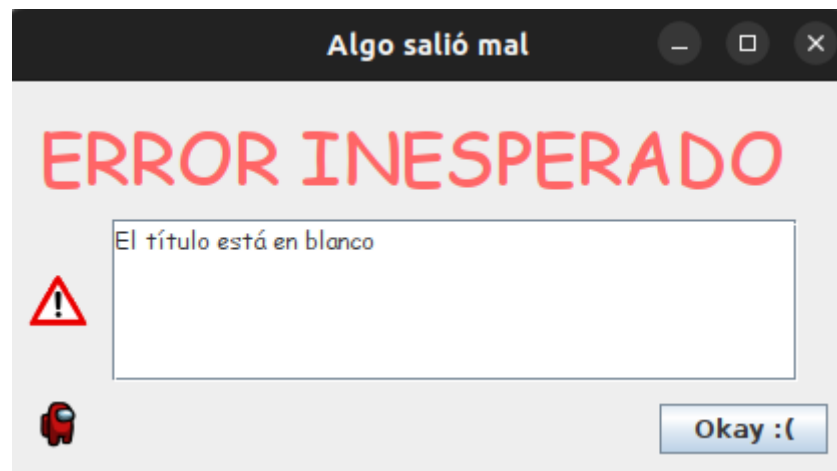 Algo salió mal
ERROR INESPERADO
El título está en blanco
Okay :(